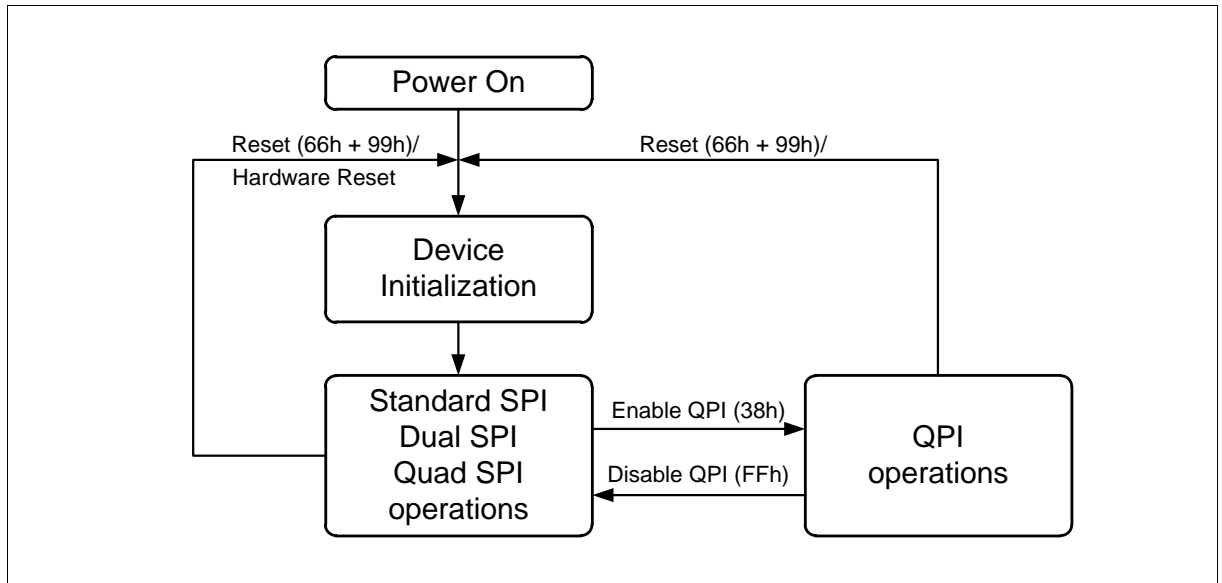 Power On
Reset (66h + 99h)/
Hardware Reset
Reset (66h + 99h)/
Device
Initialization
Standard SPI
Dual SPI
Quad SPI
operations
Enable QPI (38h)
Disable QPI (FFh)
QPI
operations